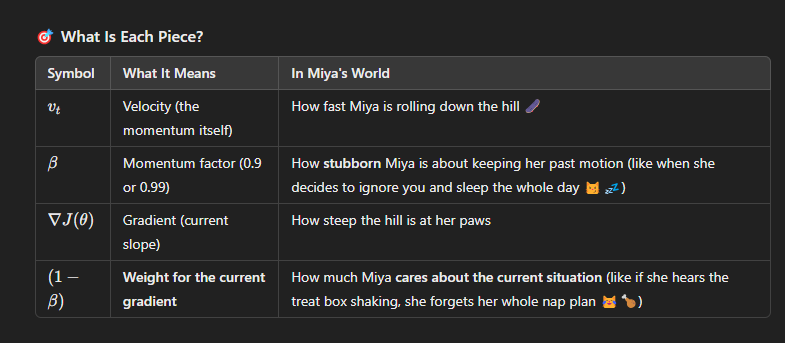 🎯 What Is Each Piece?
Symbol What It Means In Miya's World
v_t Velocity (the momentum itself) How fast Miya is rolling down the hill 🛷
β Momentum factor (0.9 or 0.99) How stubborn Miya is about keeping her past motion (like when she decides to ignore you and sleep the whole day 😼 💤)
∇J(θ) Gradient (current slope) How steep the hill is at her paws
(1 − β) Weight for the current gradient How much Miya cares about the current situation (like if she hears the treat box shaking, she forgets her whole nap plan 😹 🍗)